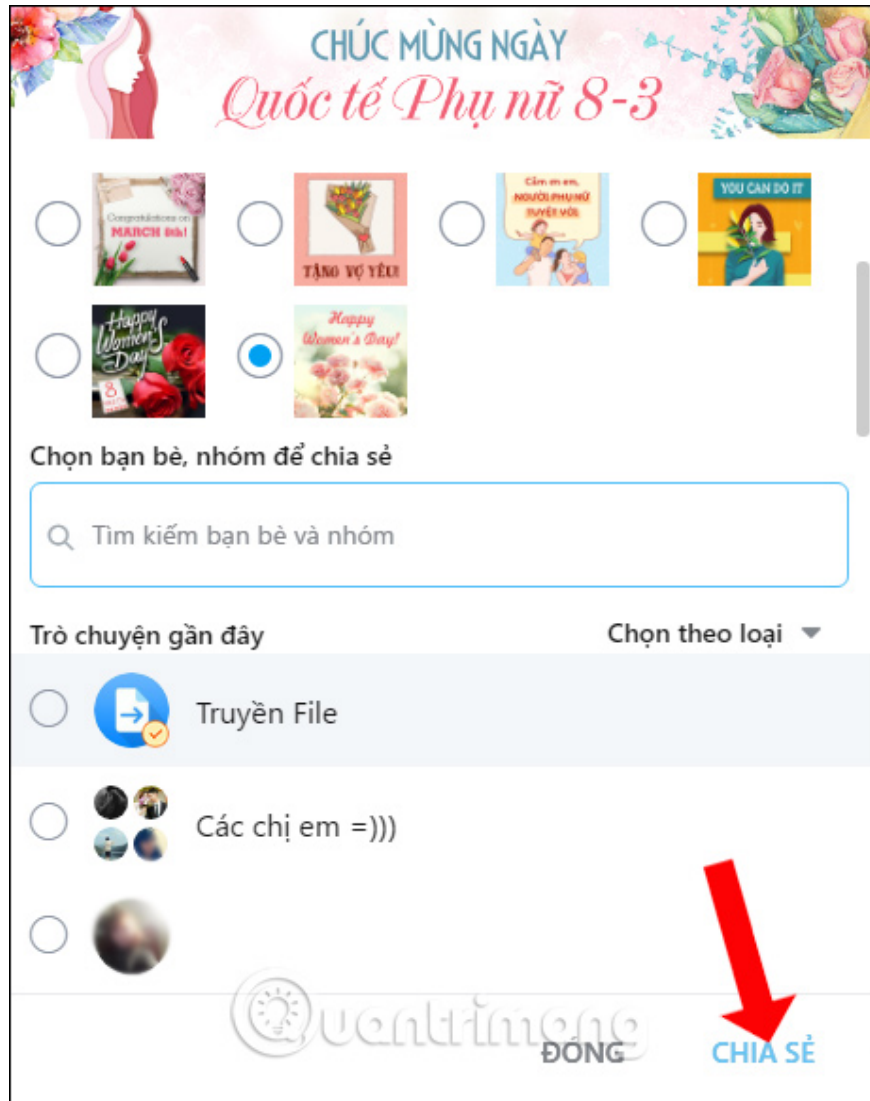 CHÚC MỪNG NGÀY
Quốc tế Phụ nữ 8-3
Congratulations on
MARCH 8th!
TẶNG VỢ YÊU!
Cảm ơn em,
NGƯỜI PHỤ NỮ
TUYỆT VỜI
YOU CAN DO IT
Happy
Women's
Day
8
Happy
Women's Day!
Chọn bạn bè, nhóm để chia sẻ
Tìm kiếm bạn bè và nhóm
Trò chuyện gần đây
Chọn theo loại
Truyền File
Các chị em =)))
Quantrimang
ĐÓNG
CHIA SẺ